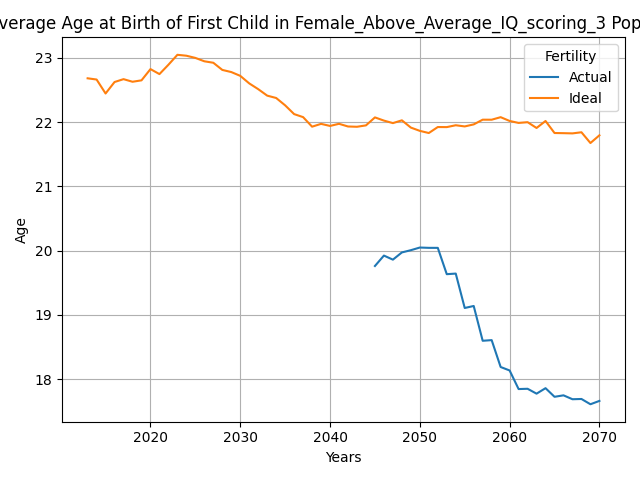 verage Age at Birth of First Child in Female_Above_Average_IQ_scoring_3 Pop
Fertility
Actual
Ideal
23
22
21
20
19
18
Age
2020 2030 2040 2050 2060 2070
Years